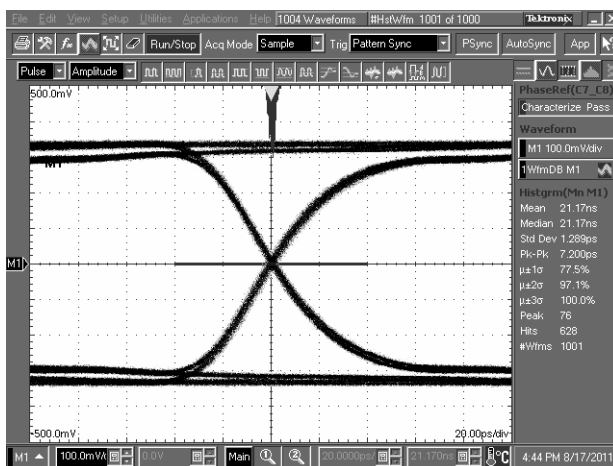 File Edit View Setup Utilities Applications Help 1004 Waveforms #HstWfm 1001 of 1000 Tektronix
Run/Stop Acq Mode Sample Trig Pattern Sync PSync AutoSync App
Pulse Amplitude
500.0mV
M1
M1
-500.0mV
20.00ps/div
PhaseRef(C7_C8)
Characterize Pass
Waveform
M1 100.0mV/div
1 WfmDB M1
Histgrm(Mn M1)
Mean 21.17ns
Median 21.17ns
Std Dev 1.289ps
Pk-Pk 7.200ps
μ±1σ 77.5%
μ±2σ 97.1%
μ±3σ 100.0%
Peak 76
Hits 628
#Wfms 1001
M1 100.0mV/ 0.0V Main 1 2 20.0000ps/ 21.170ns °C 4:44 PM 8/17/2011